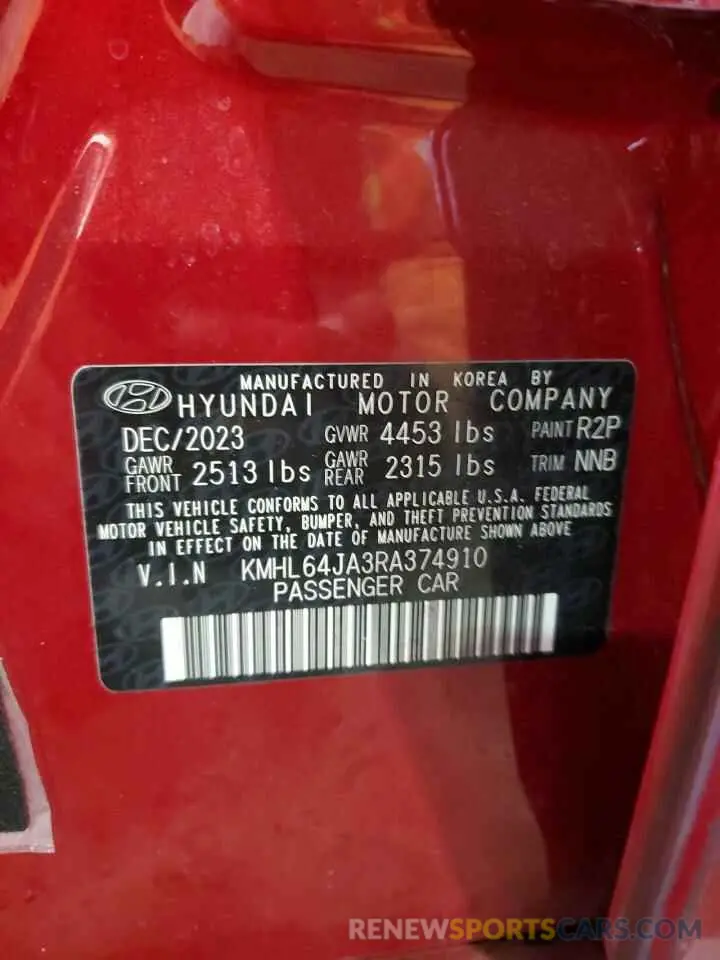 MANUFACTURED IN KOREA BY
HYUNDAI MOTOR COMPANY
DEC/2023 GVWR 4453 lbs PAINT R2P
GAWR FRONT 2513 lbs GAWR REAR 2315 lbs TRIM NNB
THIS VEHICLE CONFORMS TO ALL APPLICABLE U.S.A. FEDERAL
MOTOR VEHICLE SAFETY, BUMPER, AND THEFT PREVENTION STANDARDS
IN EFFECT ON THE DATE OF MANUFACTURE SHOWN ABOVE
V.I.N KMHL64JA3RA374910
PASSENGER CAR
RENEWSPORTSCARS.COM